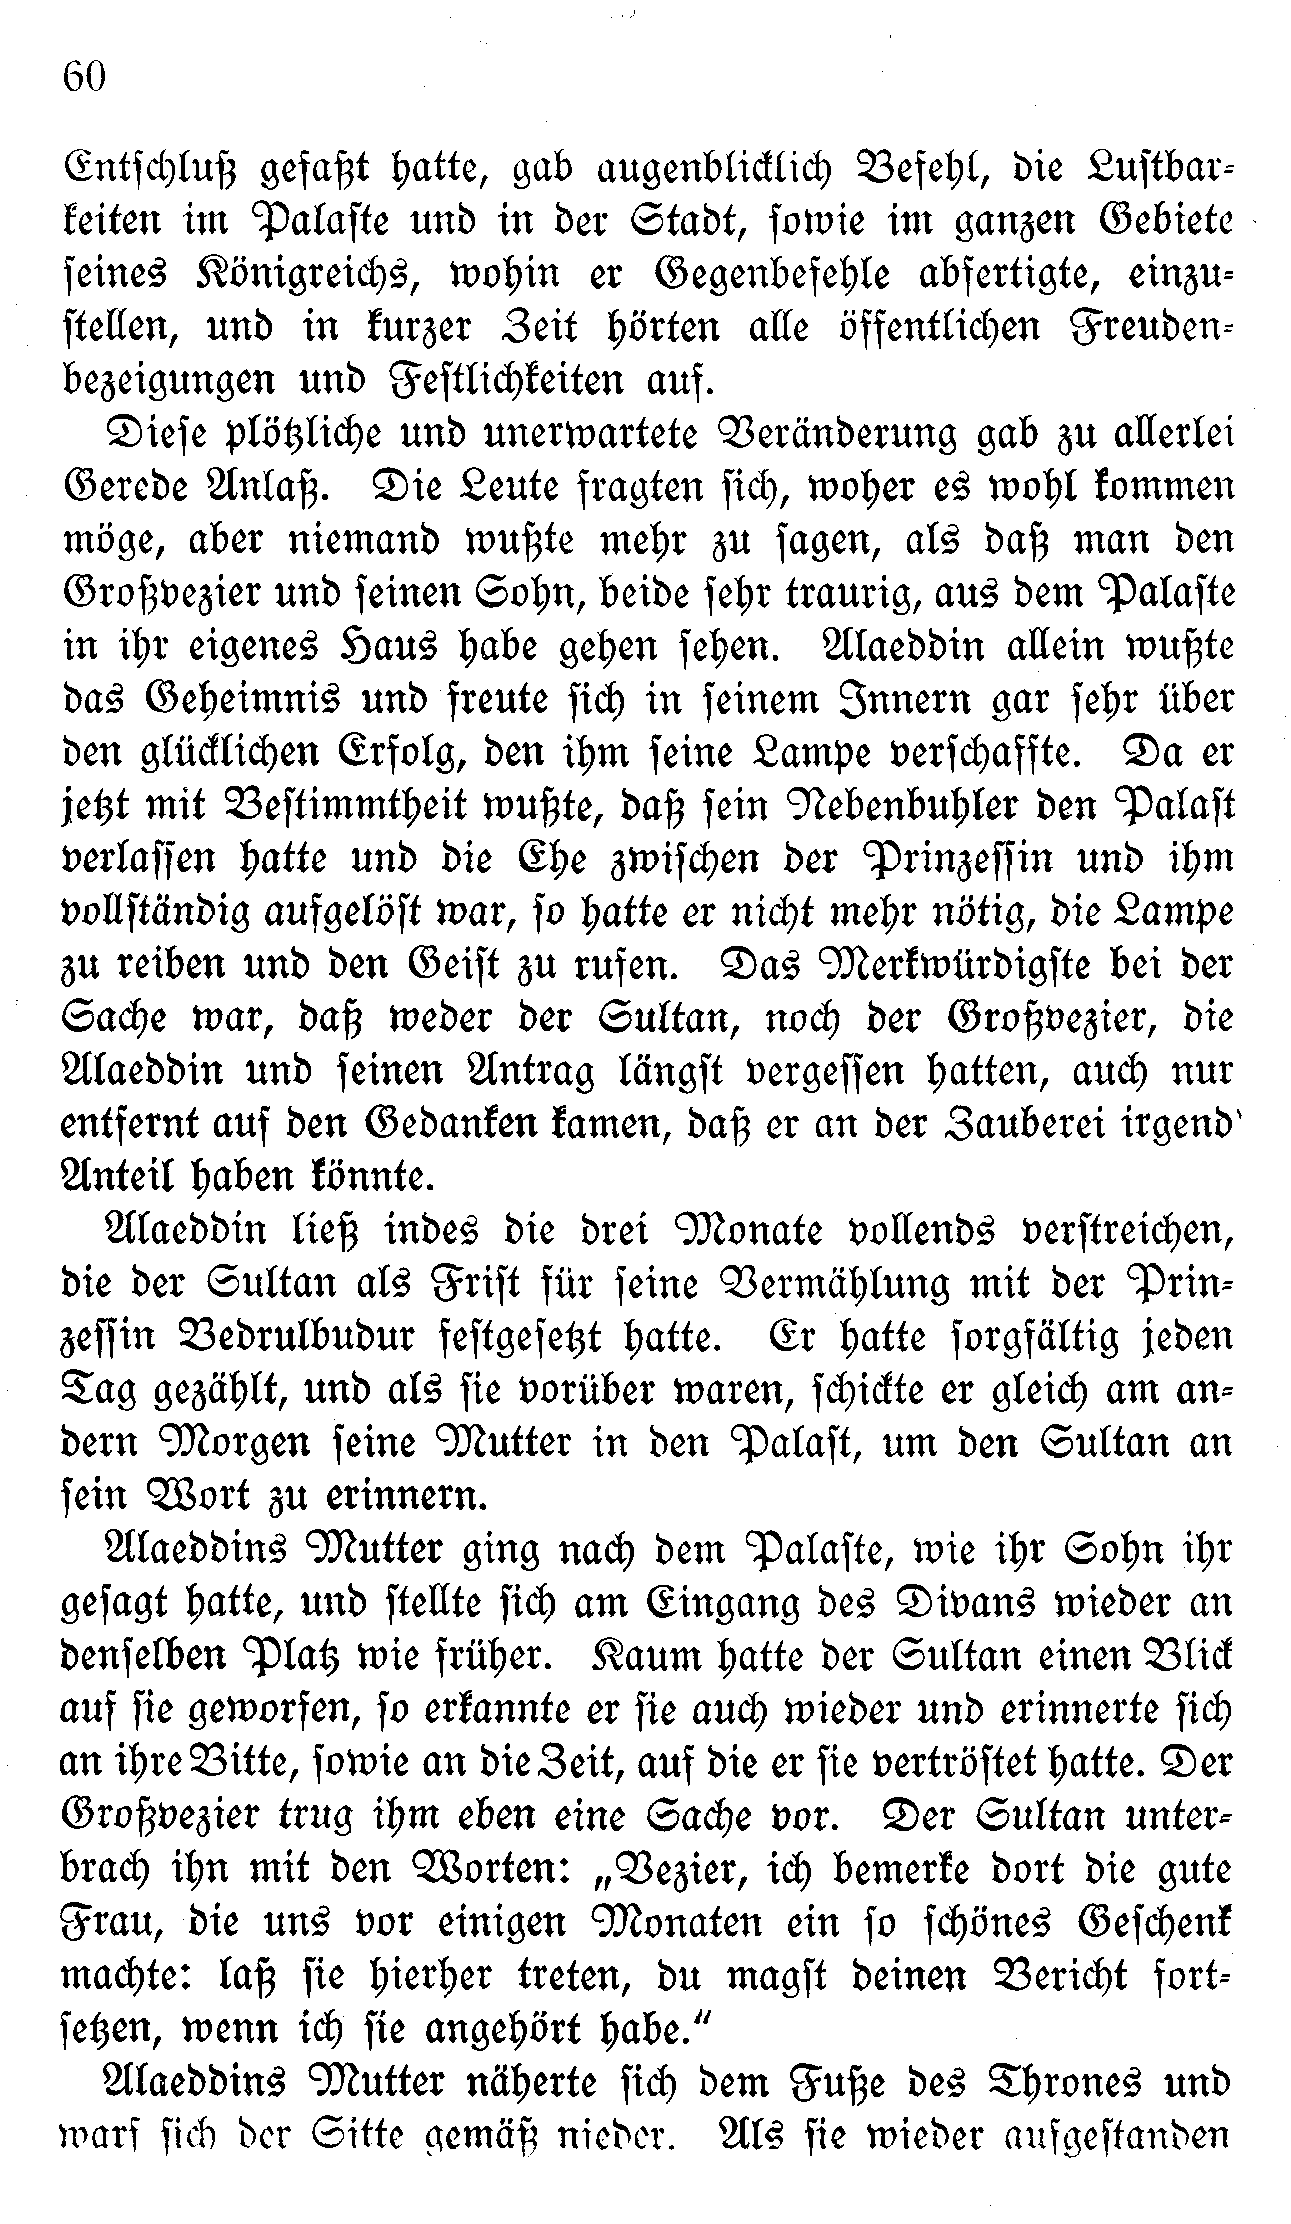 60
Entschluß gefaßt hatte, gab augenblicklich Befehl, die Lustbar-
keiten im Palaste und in der Stadt, sowie im ganzen Gebiete
seines Königreichs, wohin er Gegenbefehle abfertigte, einzu-
stellen, und in kurzer Zeit hörten alle öffentlichen Freuden-
bezeigungen und Festlichkeiten auf.
Diese plötzliche und unerwartete Veränderung gab zu allerlei
Gerede Anlaß. Die Leute fragten sich, woher es wohl kommen
möge, aber niemand wußte mehr zu sagen, als daß man den
Großvezier und seinen Sohn, beide sehr traurig, aus dem Palaste
in ihr eigenes Haus habe gehen sehen. Alaeddin allein wußte
das Geheimnis und freute sich in seinem Innern gar sehr über
den glücklichen Erfolg, den ihm seine Lampe verschaffte. Da er
jetzt mit Bestimmtheit wußte, daß sein Nebenbuhler den Palast
verlassen hatte und die Ehe zwischen der Prinzessin und ihm
vollständig aufgelöst war, so hatte er nicht mehr nötig, die Lampe
zu reiben und den Geist zu rufen. Das Merkwürdigste bei der
Sache war, daß weder der Sultan, noch der Großvezier, die
Alaeddin und seinen Antrag längst vergessen hatten, auch nur
entfernt auf den Gedanken kamen, daß er an der Zauberei irgend
Anteil haben könnte.
Alaeddin ließ indes die drei Monate vollends verstreichen,
die der Sultan als Frist für seine Vermählung mit der Prin-
zessin Bedrulbudur festgesetzt hatte. Er hatte sorgfältig jeden
Tag gezählt, und als sie vorüber waren, schickte er gleich am an-
dern Morgen seine Mutter in den Palast, um den Sultan an
sein Wort zu erinnern.
Alaeddins Mutter ging nach dem Palaste, wie ihr Sohn ihr
gesagt hatte, und stellte sich am Eingang des Divans wieder an
denselben Platz wie früher. Kaum hatte der Sultan einen Blick
auf sie geworfen, so erkannte er sie auch wieder und erinnerte sich
an ihre Bitte, sowie an die Zeit, auf die er sie vertröstet hatte. Der
Großvezier trug ihm eben eine Sache vor. Der Sultan unter-
brach ihn mit den Worten: „Vezier, ich bemerke dort die gute
Frau, die uns vor einigen Monaten ein so schönes Geschenk
machte: laß sie hierher treten, du magst deinen Bericht fort-
setzen, wenn ich sie angehört habe.“
Alaeddins Mutter näherte sich dem Fuße des Thrones und
warf sich der Sitte gemäß nieder. Als sie wieder aufgestanden